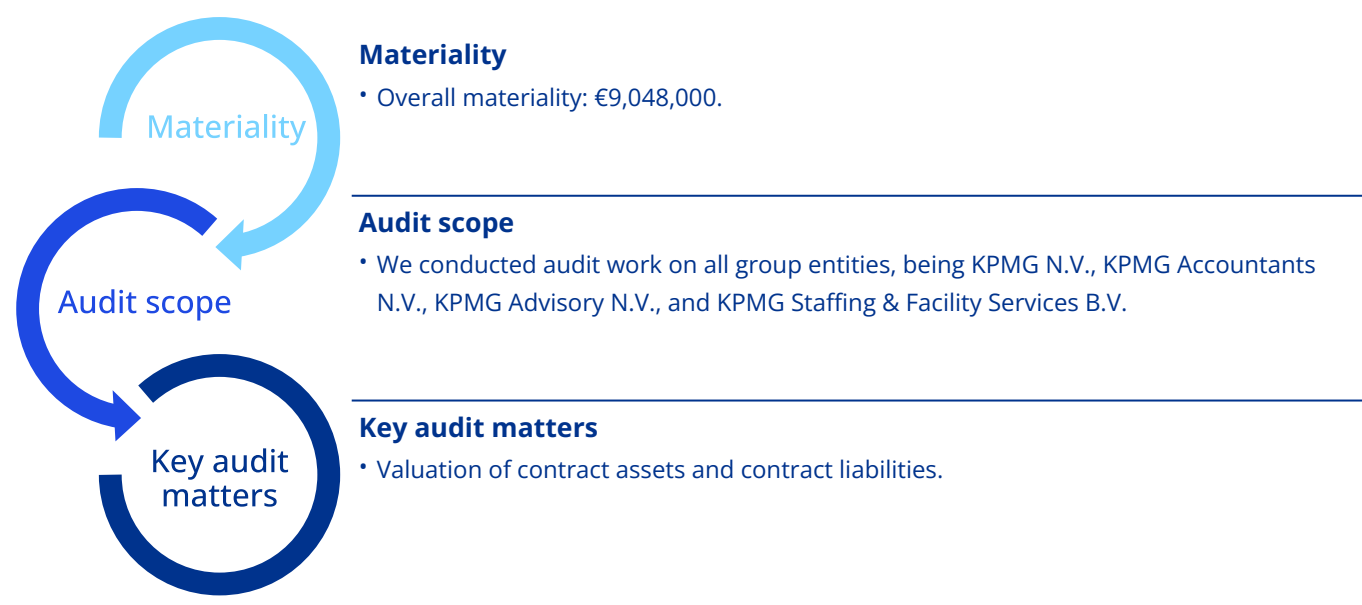 Materiality
Materiality
• Overall materiality: €9,048,000.
Audit scope
Audit scope
• We conducted audit work on all group entities, being KPMG N.V., KPMG Accountants
N.V., KPMG Advisory N.V., and KPMG Staffing & Facility Services B.V.
Key audit
matters
Key audit matters
• Valuation of contract assets and contract liabilities.